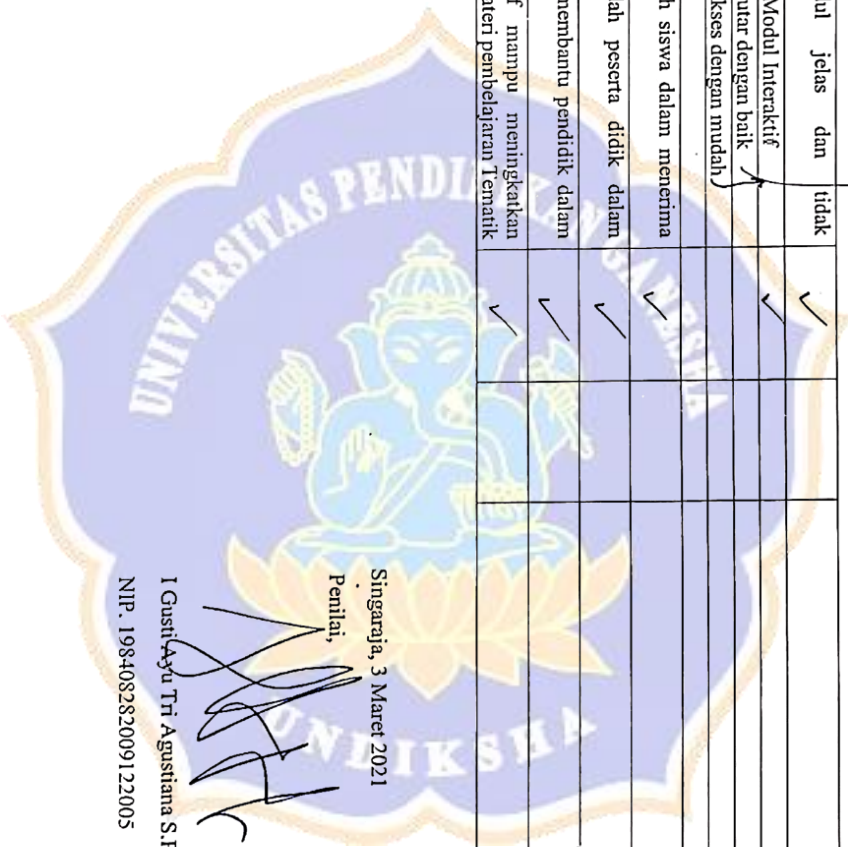 ul jelas dan tidak
Modul Interaktif
utar dengan baik
kses dengan mudah
h siswa dalam menerima
ah peserta didik dalam
membantu pendidik dalam
f mampu meningkatkan
ateri pembelajaran Tematik
Singaraja, 3 Maret 2021
Penilai,
I Gusti Ayu Tri Agustiana S.P
NIP. 198408282009122005
UNIVERSITAS PENDIDIKAN GANESHA
UNDIKSHA